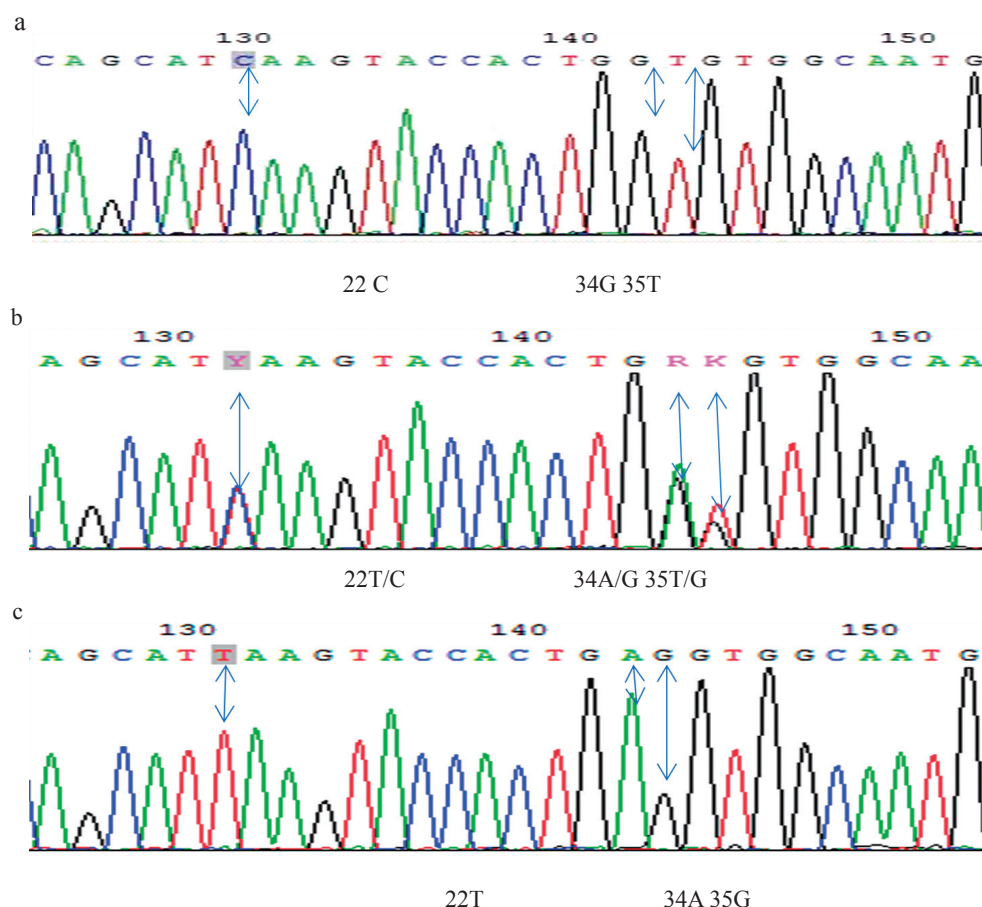 a
130 140 150
C A G C A T C A A G T A C C A C T G G T G T G G C A A T G
22 C 34G 35T
b
130 140 150
A G C A T Y A A G T A C C A C T G R K G T G G C A A
22T/C 34A/G 35T/G
c
130 140 150
A G C A T T A A G T A C C A C T G A G G T G G C A A T G
22T 34A 35G